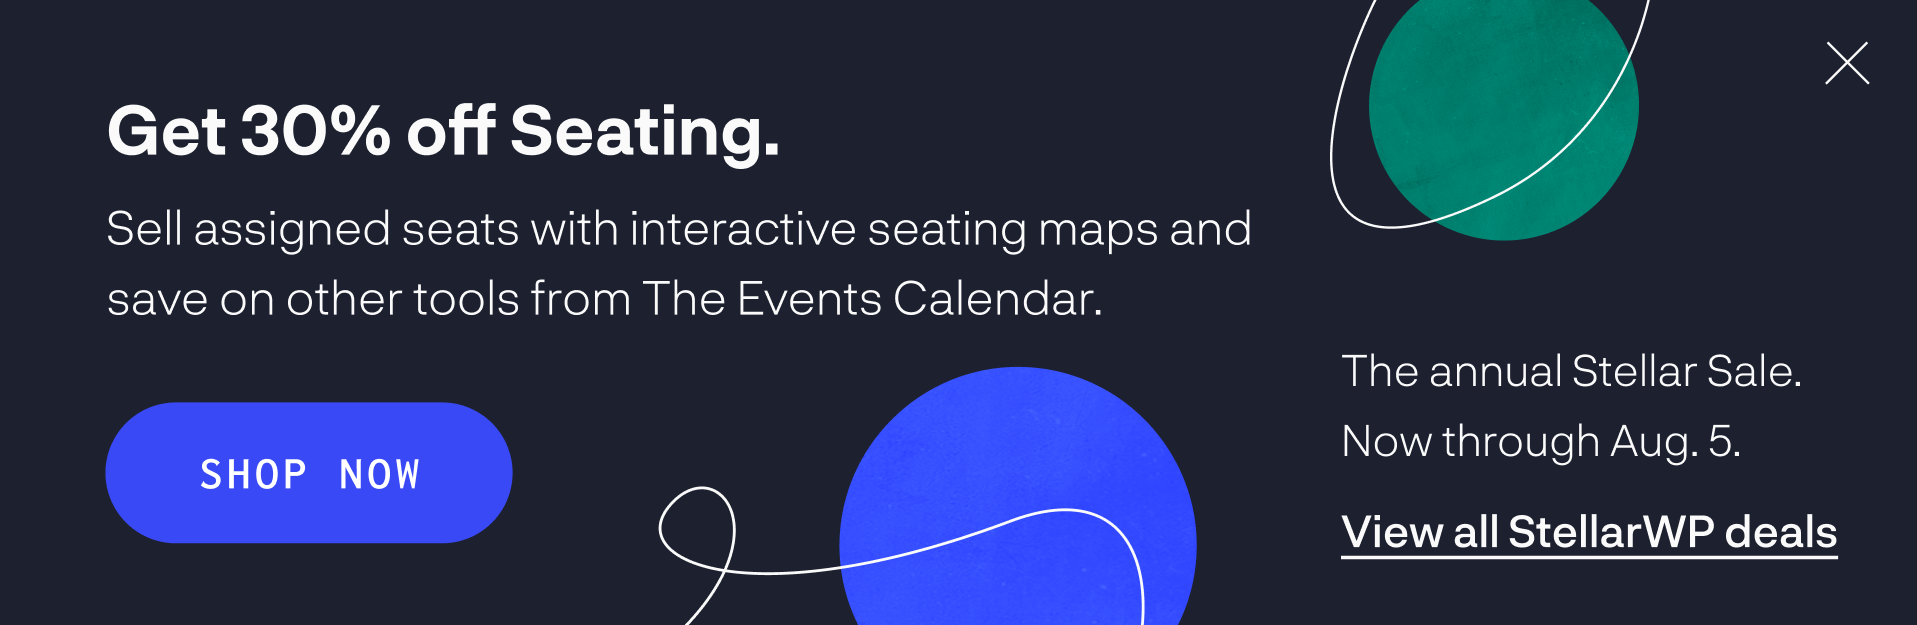 Get 30% off Seating.
Sell assigned seats with interactive seating maps and
save on other tools from The Events Calendar.
SHOP NOW
The annual Stellar Sale.
Now through Aug. 5.
View all StellarWP deals